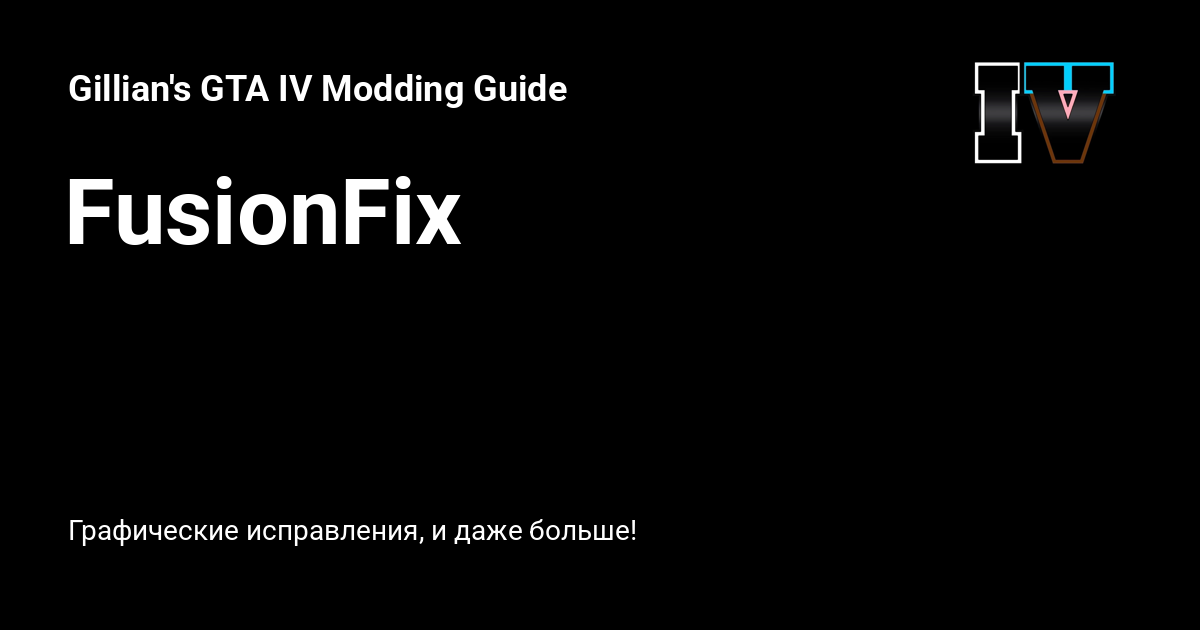 Gillian's GTA IV Modding Guide
IV
FusionFix
Графические исправления, и даже больше!